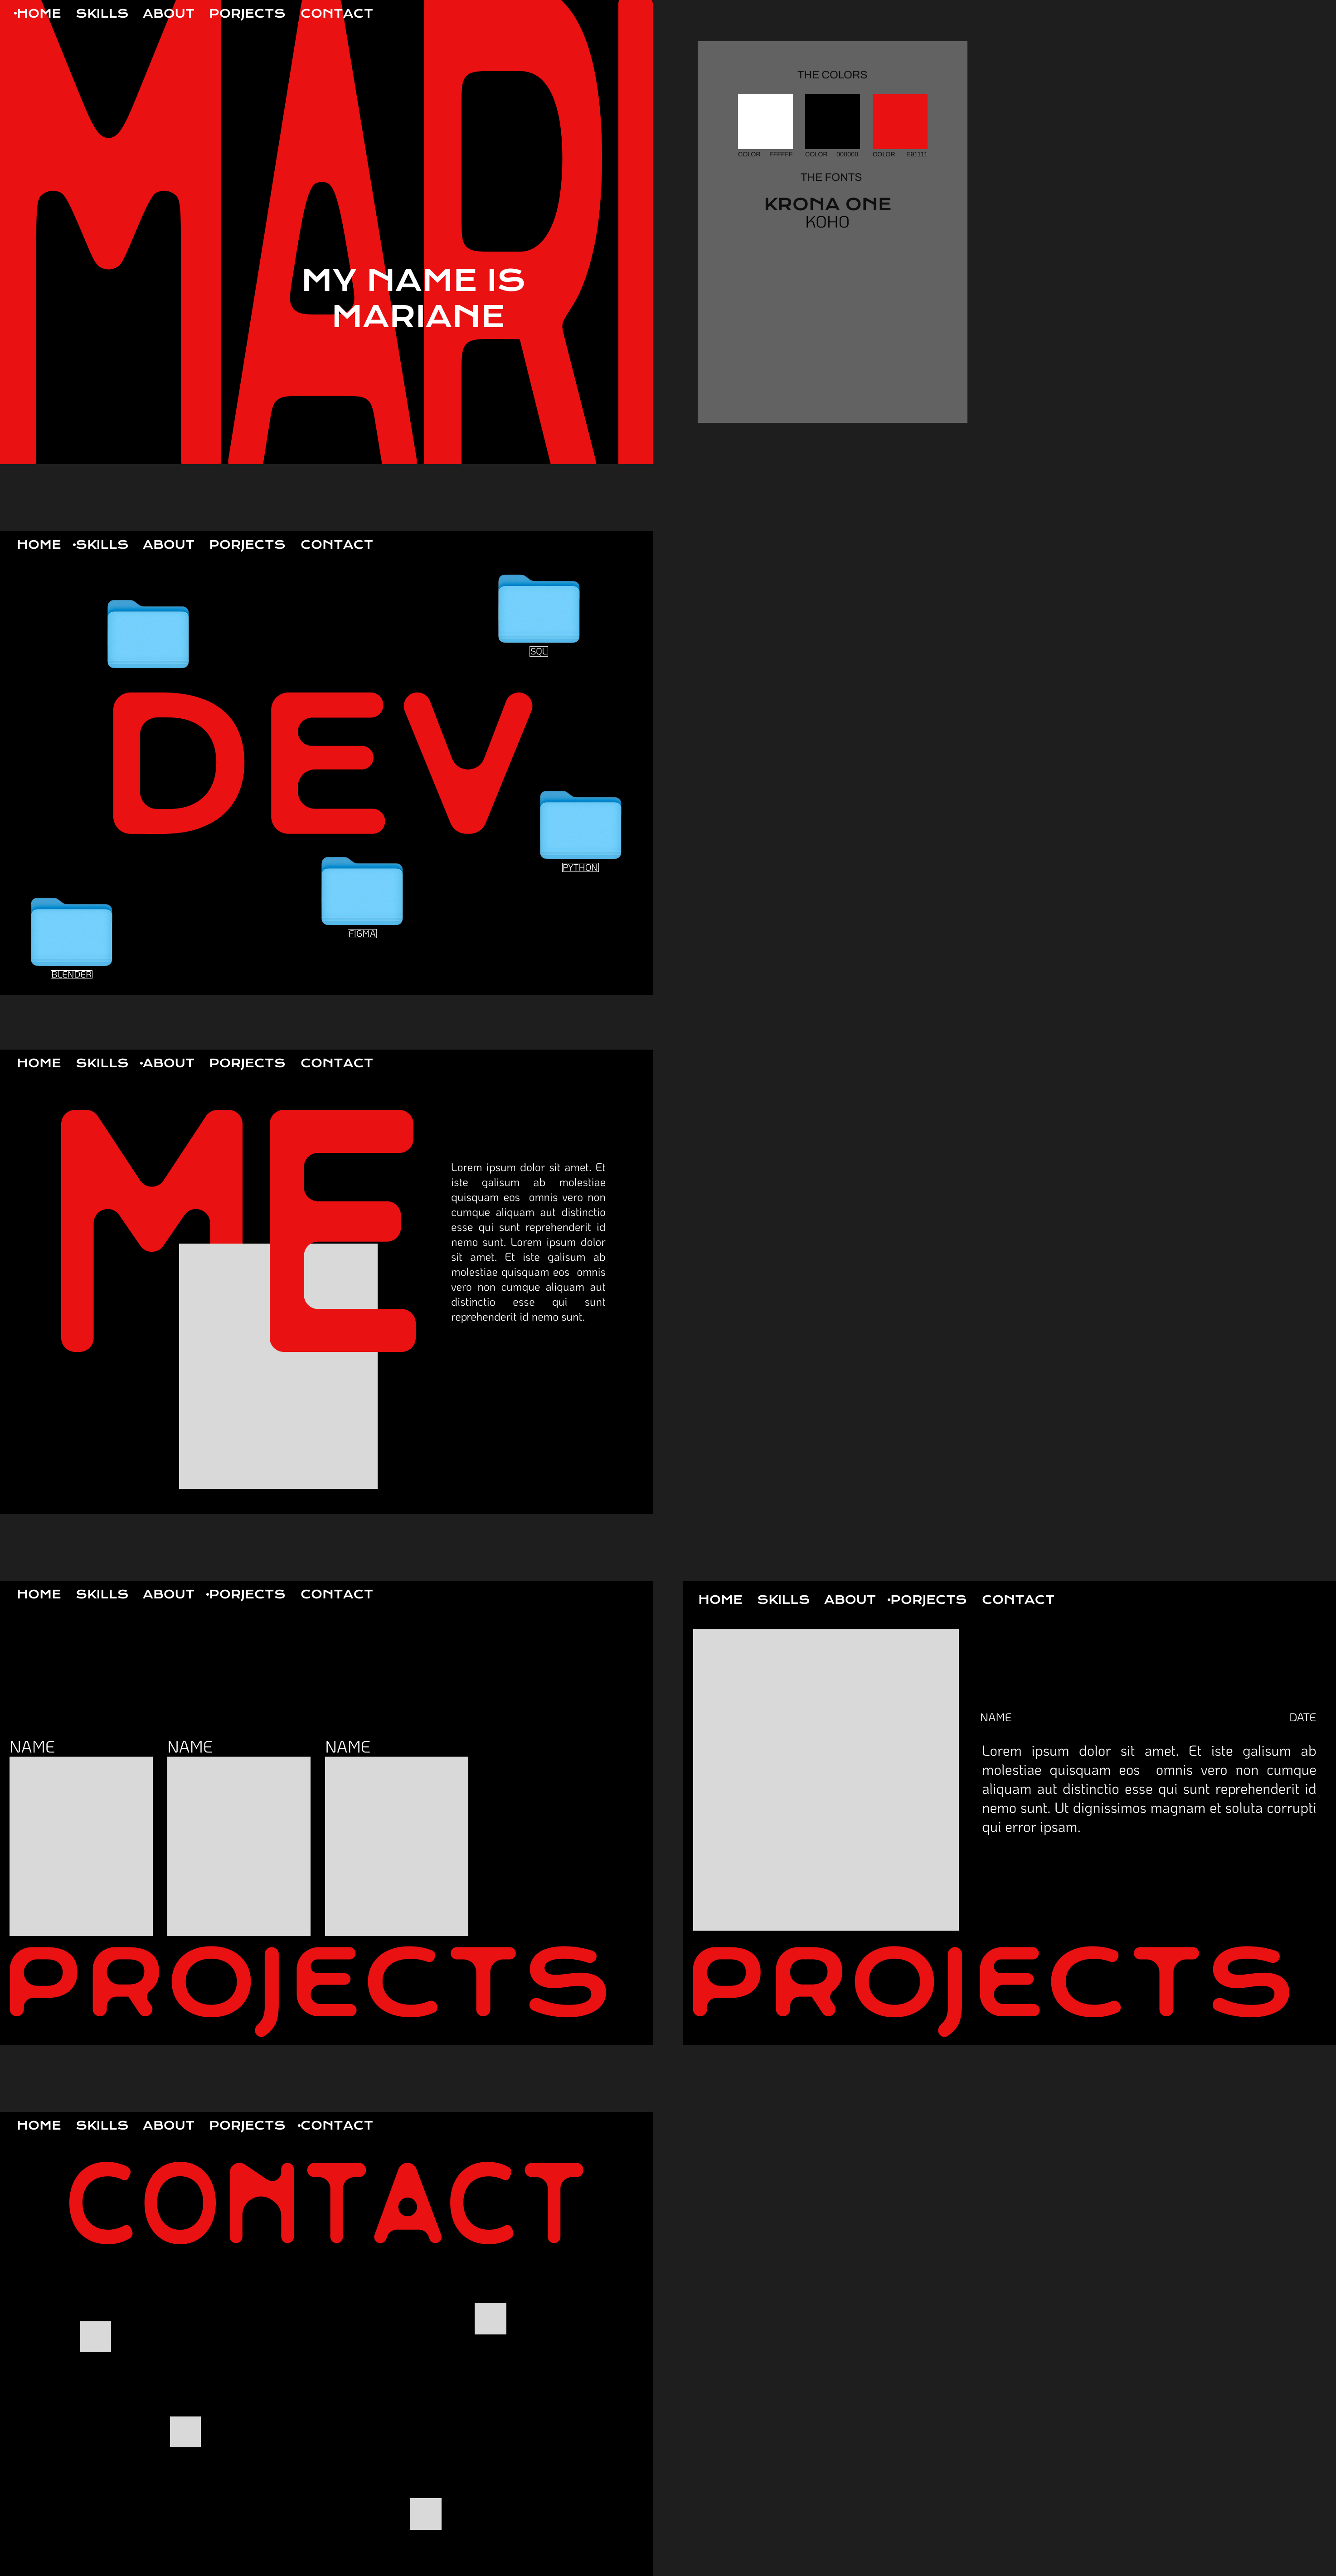 •HOME SKILLS ABOUT PORJECTS CONTACT
MARI
MY NAME IS
MARIANE
THE COLORS
COLOR FFFFFF COLOR 000000 COLOR E91111
THE FONTS
KRONA ONE
KOHO
HOME •SKILLS ABOUT PORJECTS CONTACT
SQL
DEV
PYTHON
FIGMA
BLENDER
HOME SKILLS •ABOUT PORJECTS CONTACT
ME
Lorem ipsum dolor sit amet. Et
iste galisum ab molestiae
quisquam eos omnis vero non
cumque aliquam aut distinctio
esse qui sunt reprehenderit id
nemo sunt. Lorem ipsum dolor
sit amet. Et iste galisum ab
molestiae quisquam eos omnis
vero non cumque aliquam aut
distinctio esse qui sunt
reprehenderit id nemo sunt.
HOME SKILLS ABOUT •PORJECTS CONTACT
NAME NAME NAME
PROJECTS
HOME SKILLS ABOUT •PORJECTS CONTACT
NAME DATE
Lorem ipsum dolor sit amet. Et iste galisum ab
molestiae quisquam eos omnis vero non cumque
aliquam aut distinctio esse qui sunt reprehenderit id
nemo sunt. Ut dignissimos magnam et soluta corrupti
qui error ipsam.
PROJECTS
HOME SKILLS ABOUT PORJECTS •CONTACT
CONTACT